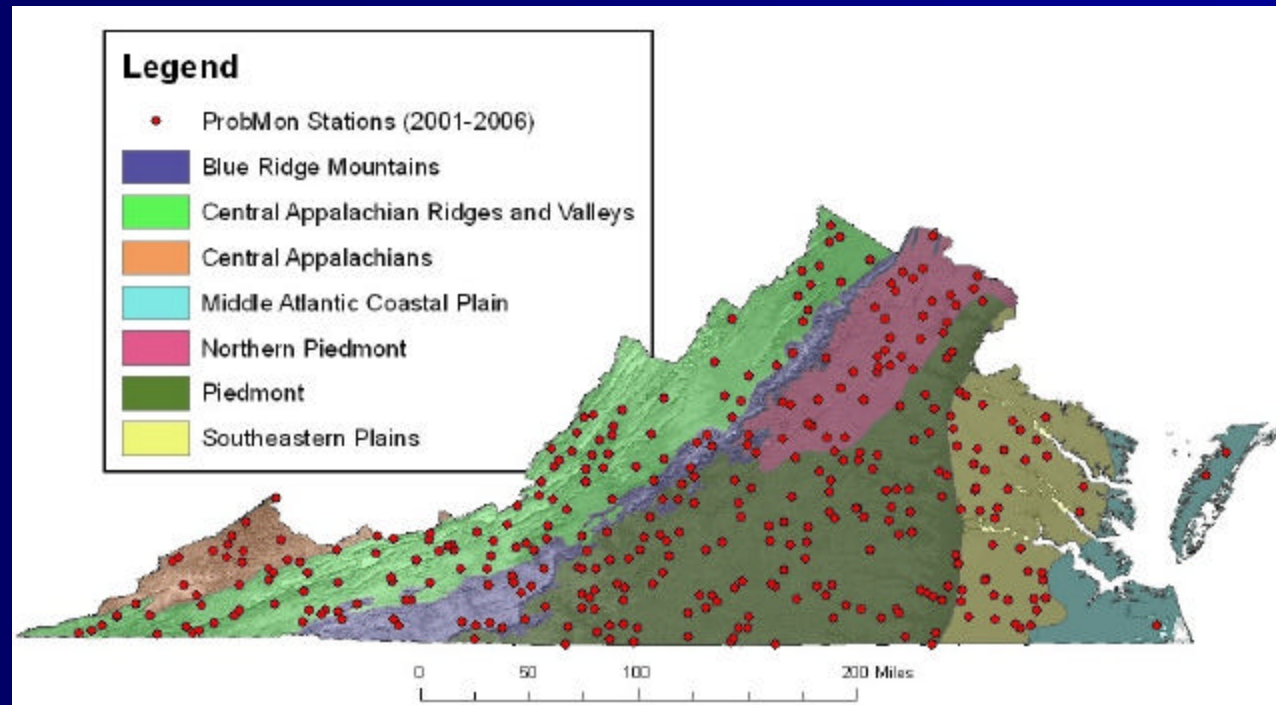 Legend
ProbMon Stations (2001-2006)
Blue Ridge Mountains
Central Appalachian Ridges and Valleys
Central Appalachians
Middle Atlantic Coastal Plain
Northern Piedmont
Piedmont
Southeastern Plains
0 50 100 200 Miles